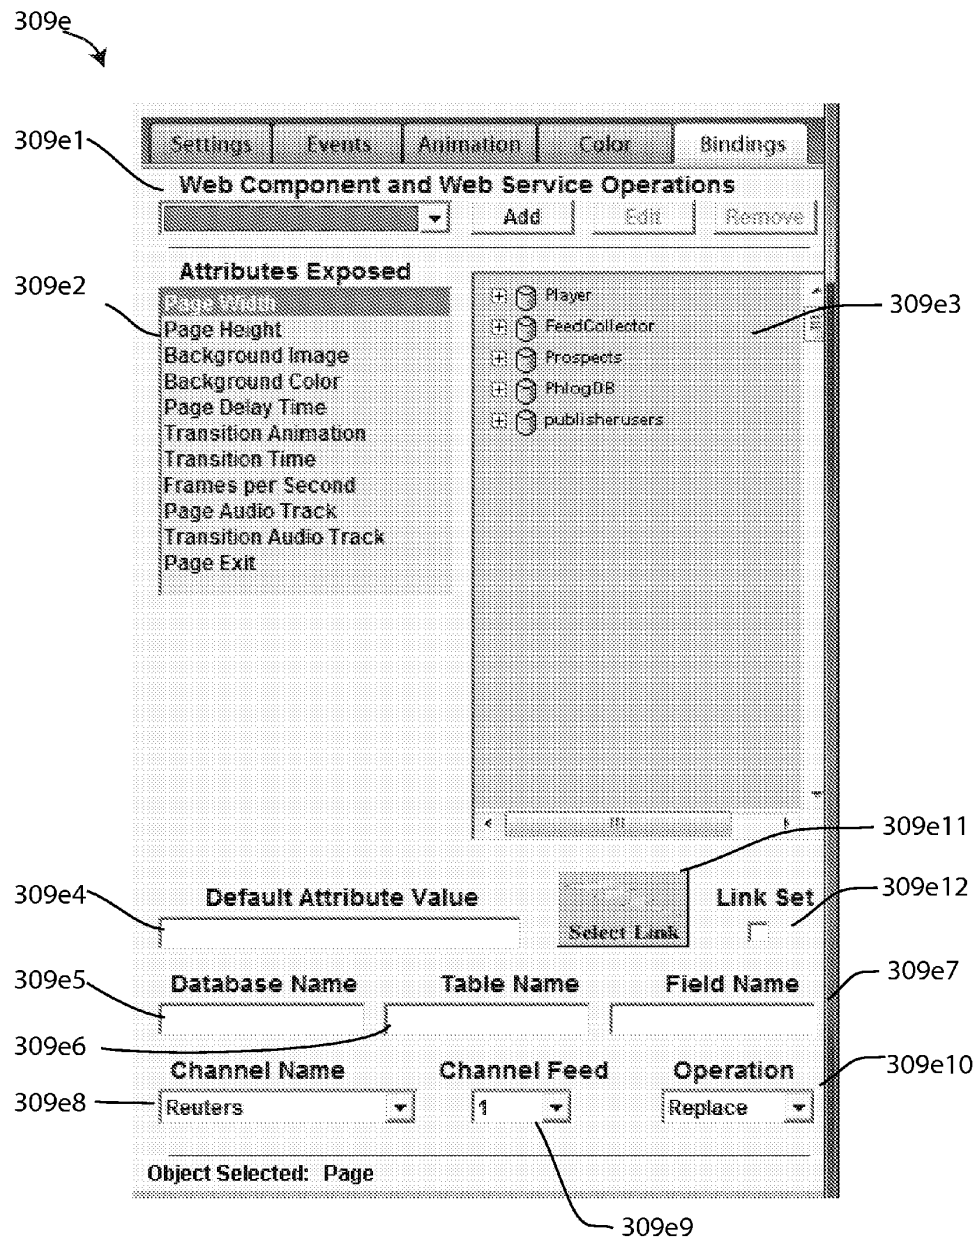 309e
309e1
Settings Events Animation Color Bindings
Web Component and Web Service Operations
Add Edit Remove
309e2
Attributes Exposed
Page Width
Page Height
Background Image
Background Color
Page Delay Time
Transition Animation
Transition Time
Frames per Second
Page Audio Track
Transition Audio Track
Page Exit
Player
FeedCollector
Prospects
PhlogDB
publisherusers
309e3
309e11
309e4
Default Attribute Value
Select Link
Link Set
309e12
309e5
Database Name Table Name Field Name
309e7
309e6
Channel Name Channel Feed Operation
309e10
309e8
Reuters 1 Replace
Object Selected: Page
309e9